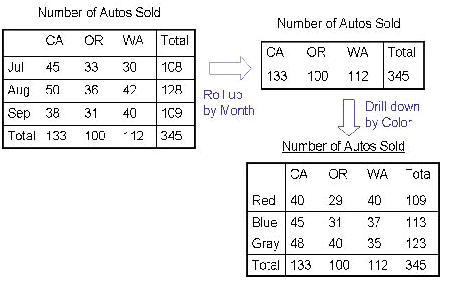 Number of Autos Sold
CA OR WA Total
Jul 45 33 30 108
Aug 50 36 42 128
Sep 38 31 40 109
Total 133 100 112 345
Roll up
by Month
Number of Autos Sold
CA OR WA Total
133 100 112 345
Drill down
by Color
Number of Autos Sold
CA OR WA Total
Red 40 29 40 109
Blue 45 31 37 113
Gray 48 40 35 123
Total 133 100 112 345